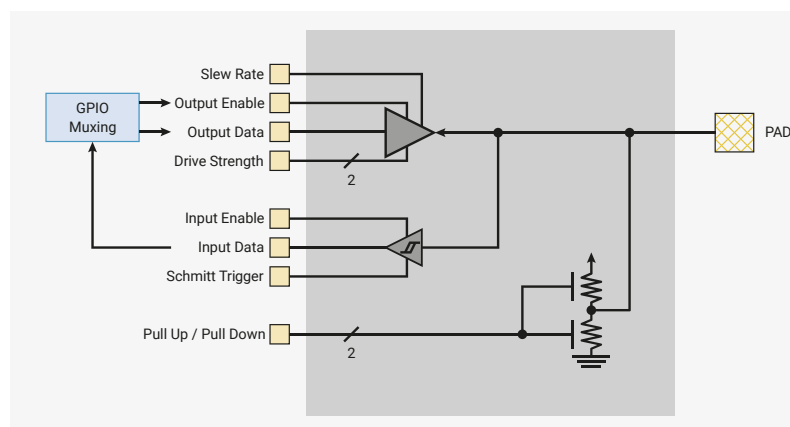 Slew Rate
GPIO
Muxing
Output Enable
Output Data
PAD
Drive Strength
2
Input Enable
Input Data
Schmitt Trigger
Pull Up / Pull Down
2